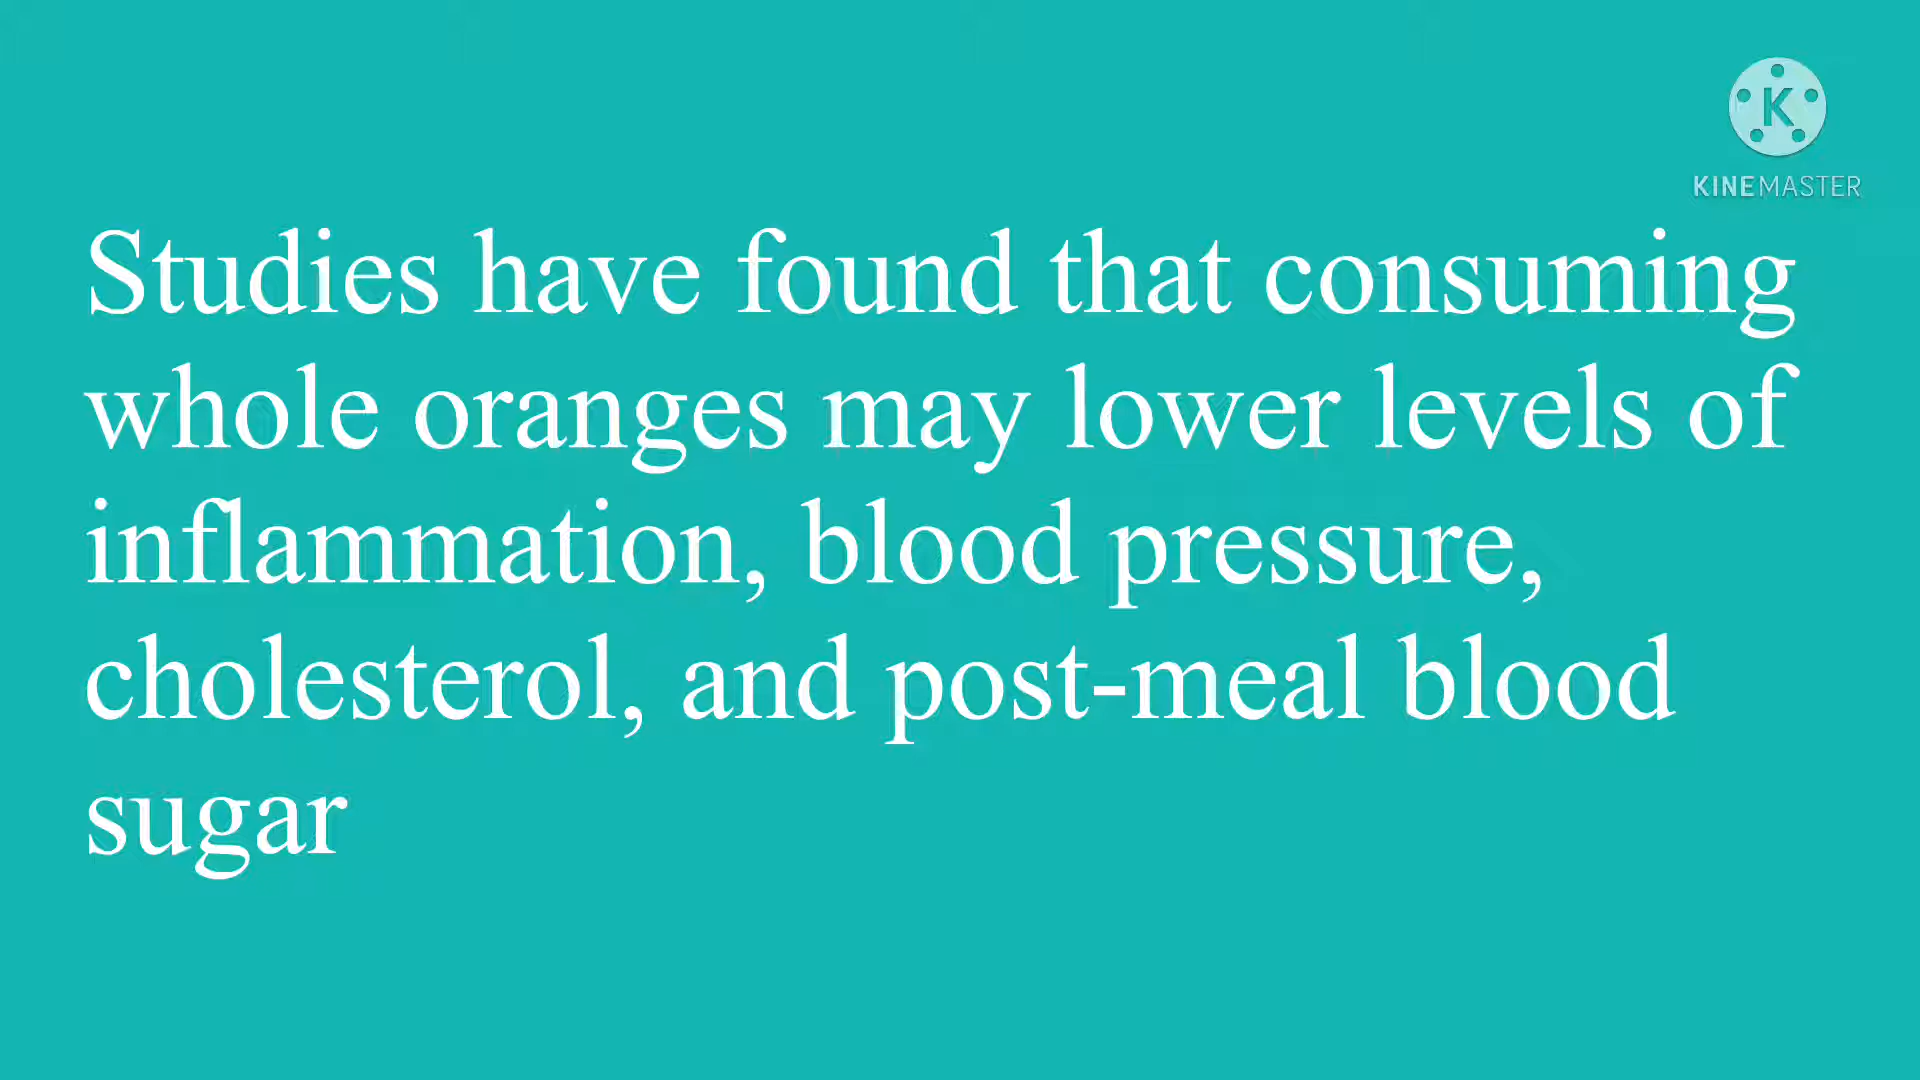 K
KINEMASTER
Studies have found that consuming
whole oranges may lower levels of
inflammation, blood pressure,
cholesterol, and post-meal blood
sugar